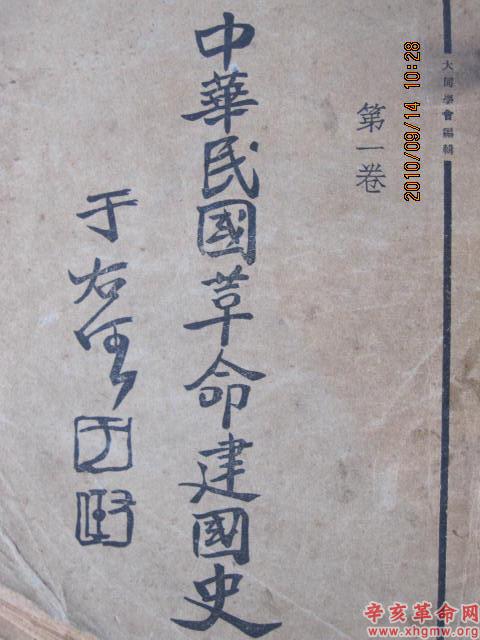 大同學會編輯
第一卷
中華民國革命建國史
于右任
2010/09/14 10:28
辛亥革命网
www.xhgmw.org